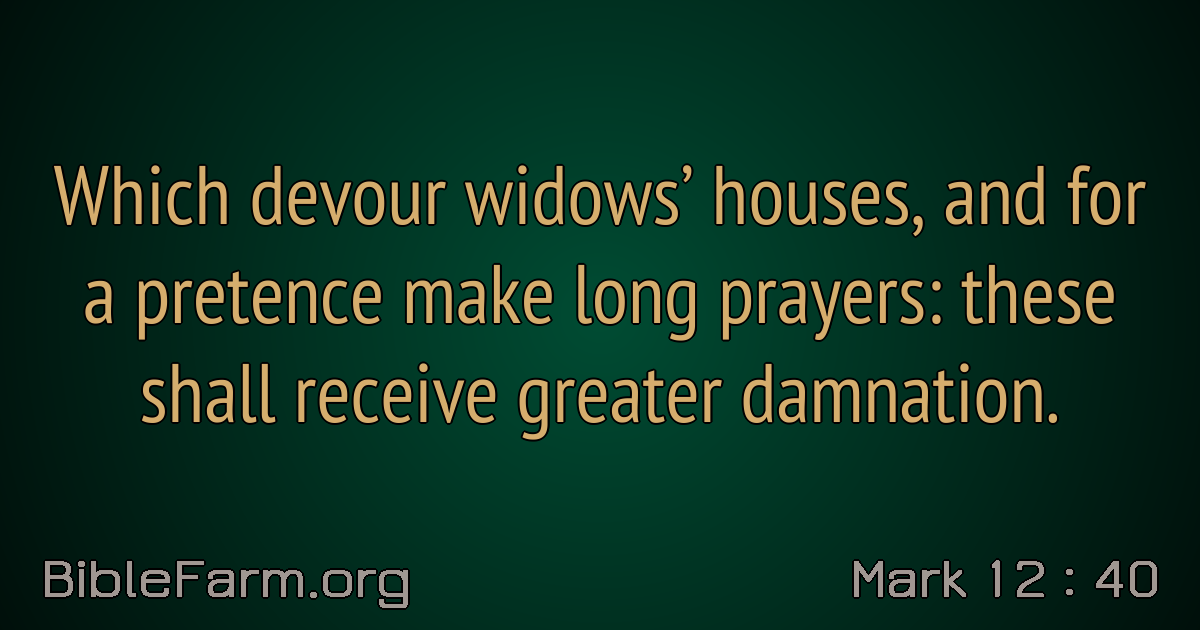 Which devour widows’ houses, and for
a pretence make long prayers: these
shall receive greater damnation.
BibleFarm.org
Mark 12 : 40